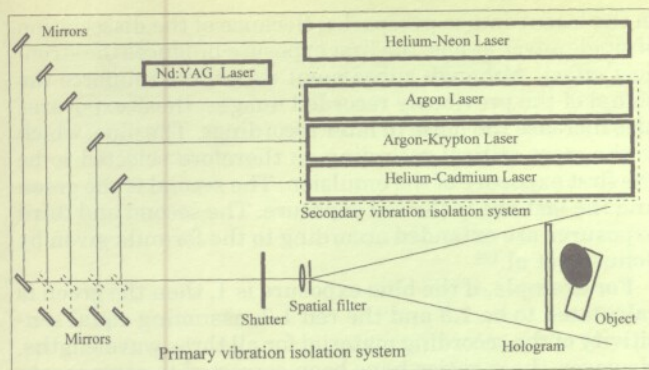 Mirrors
Helium-Neon Laser
Nd:YAG Laser
Argon Laser
Argon-Krypton Laser
Helium-Cadmium Laser
Secondary vibration isolation system
Spatial filter
Shutter
Object
Mirrors
Hologram
Primary vibration isolation system